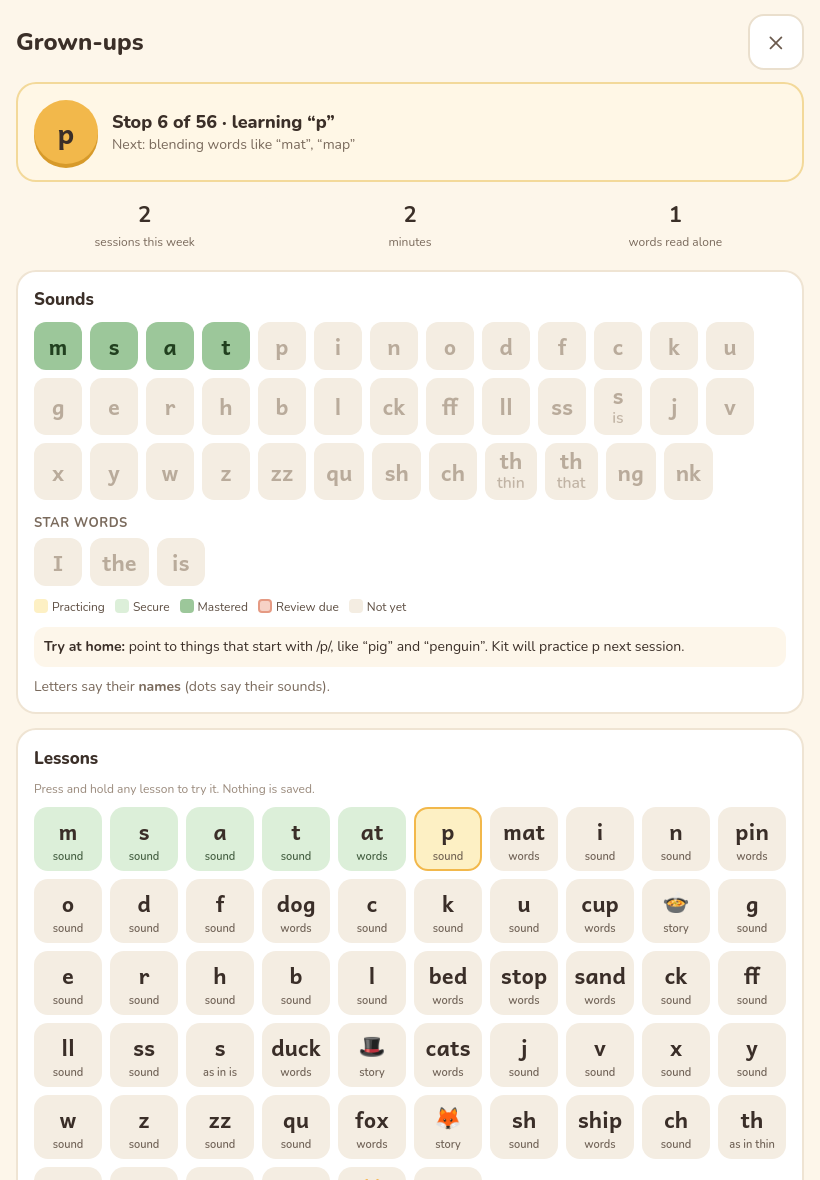 Grown-ups
p
Stop 6 of 56 · learning “p”
Next: blending words like “mat”, “map”
2 2 1
sessions this week minutes words read alone
Sounds
m s a t p i n o d f c k u
g e r h b l ck ff ll ss s j v
is
x y w z zz qu sh ch th th ng nk
thin that
STAR WORDS
I the is
Practicing Secure Mastered Review due Not yet
Try at home: point to things that start with /p/, like “pig” and “penguin”. Kit will practice p next session.
Letters say their names (dots say their sounds).
Lessons
Press and hold any lesson to try it. Nothing is saved.
m s a t at p mat i n pin
sound sound sound sound words sound words sound sound words
o d f dog c k u cup g
sound sound sound words sound sound sound words story sound
e r h b l bed stop sand ck ff
sound sound sound sound sound words words words sound sound
ll ss s duck cats j v x y
sound sound as in is words story words sound sound sound sound
w z zz qu fox sh ship ch th
sound sound sound sound words story sound words sound as in thin